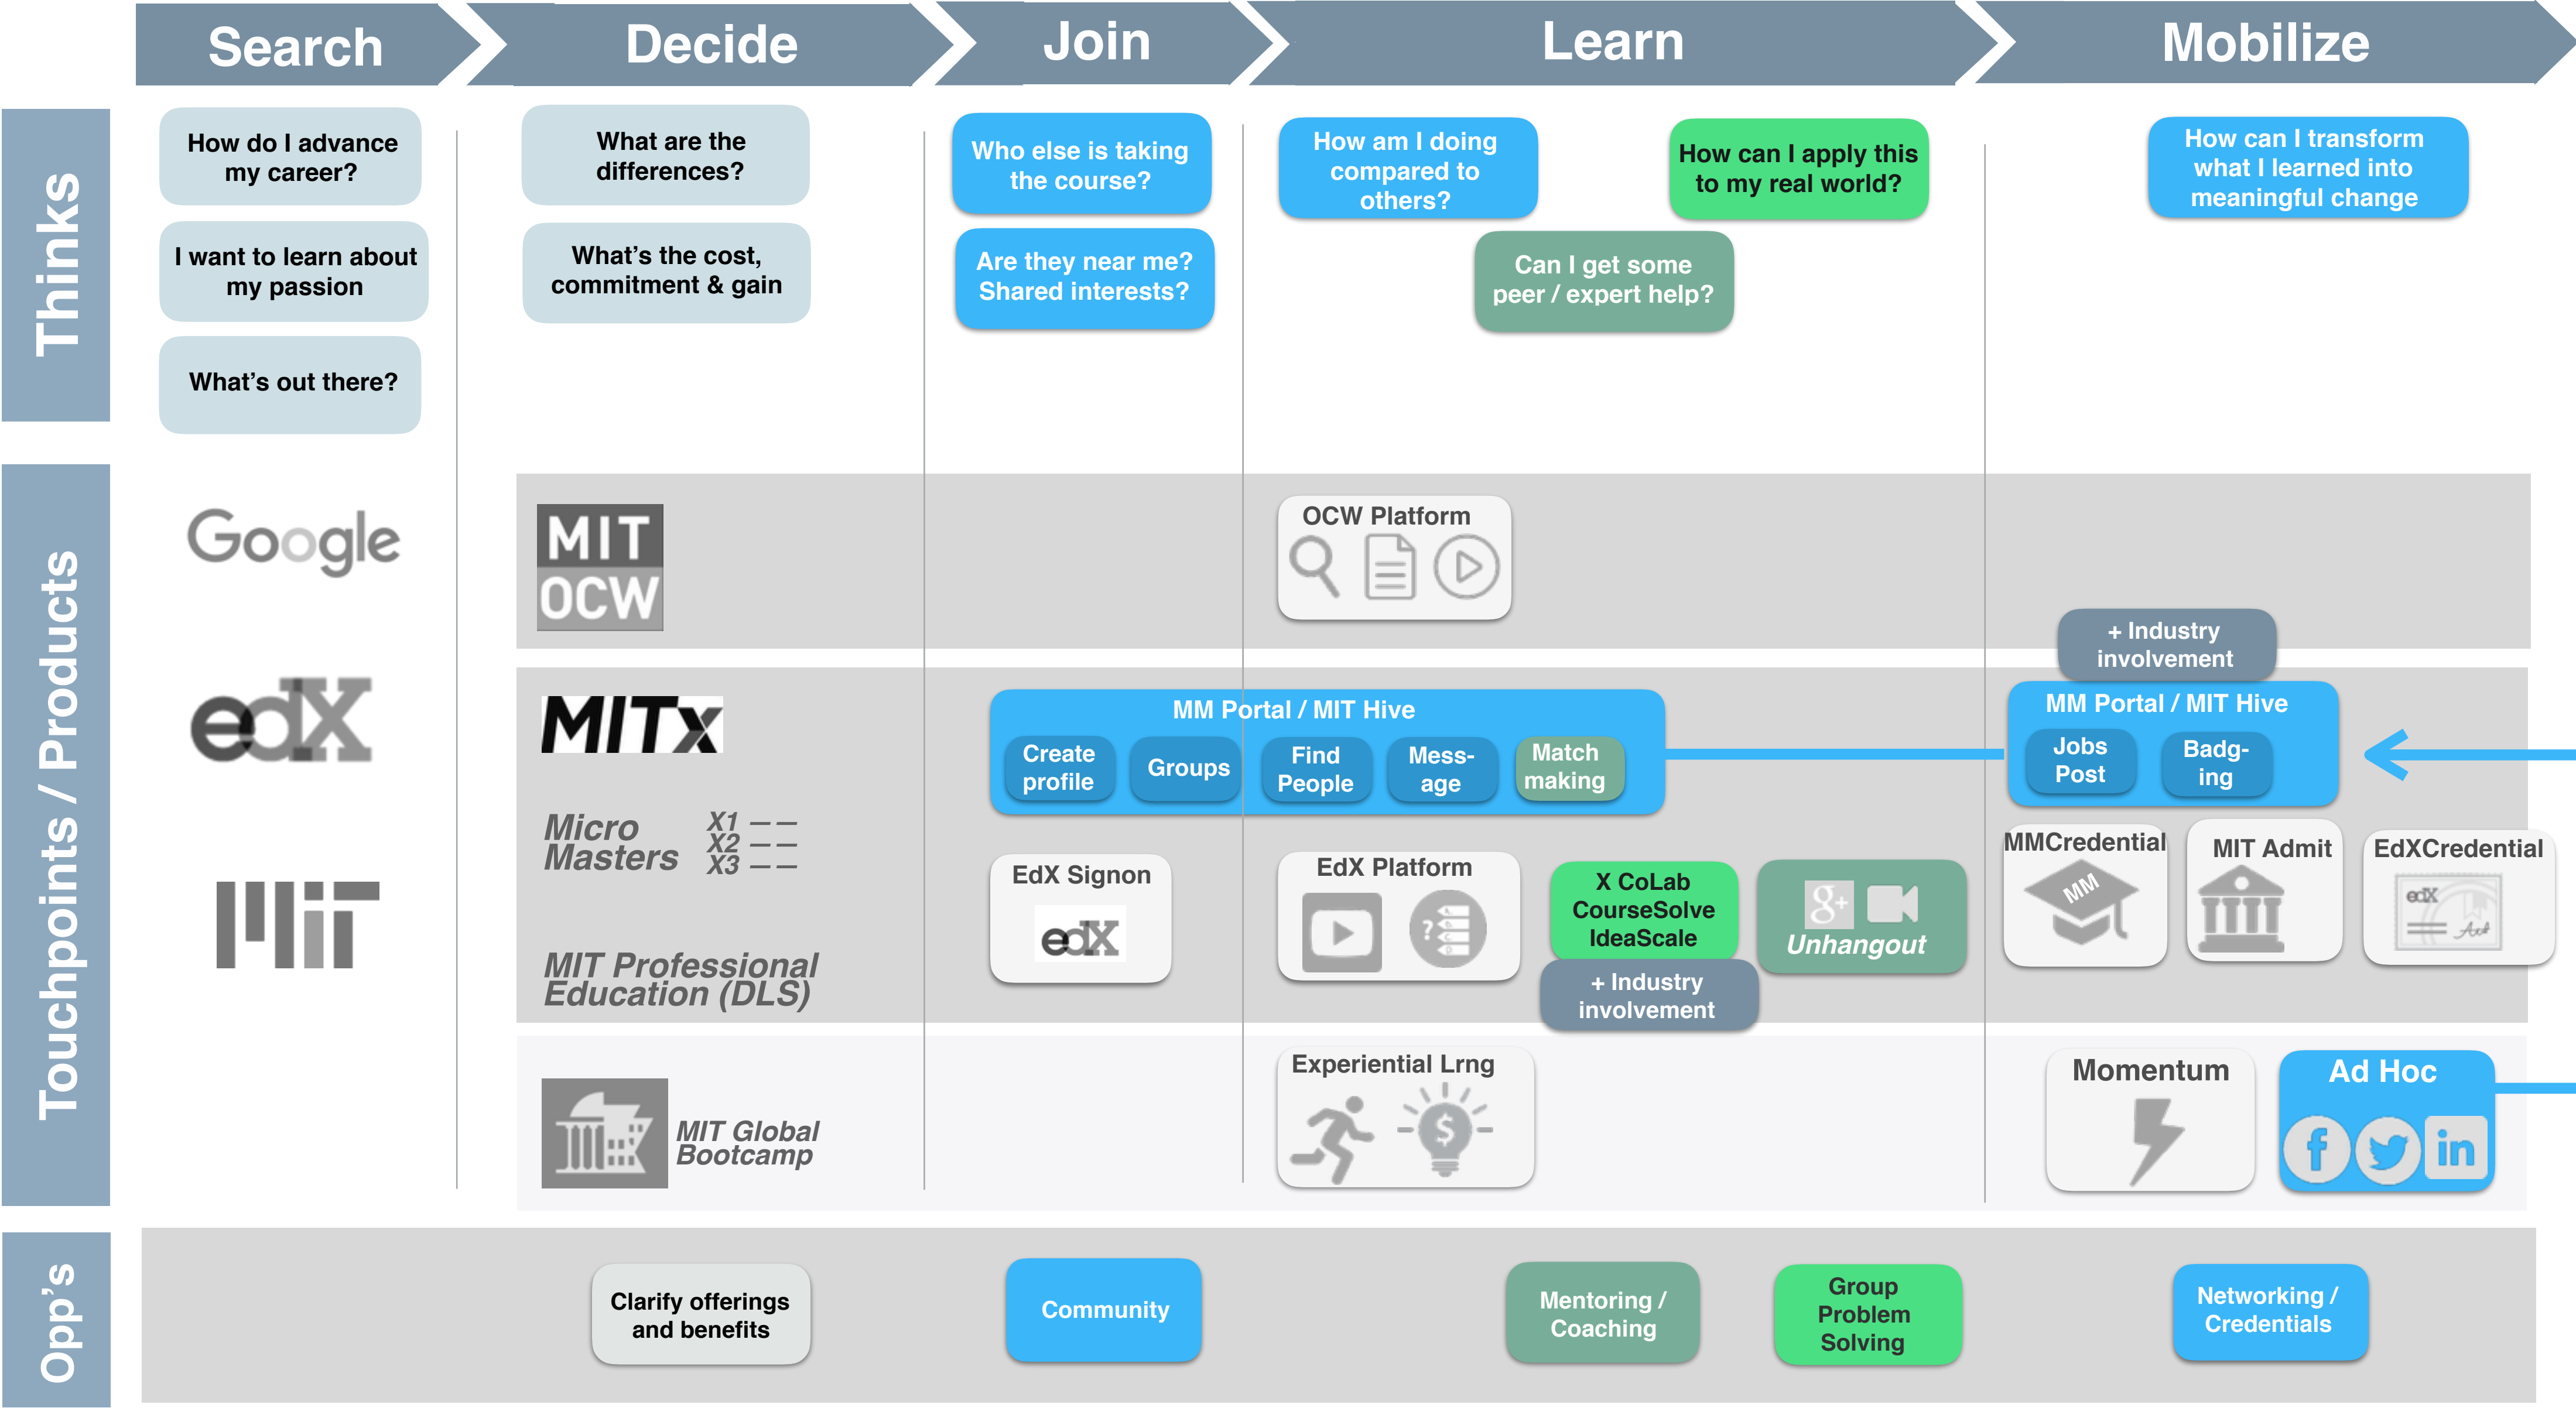 Search
Decide
Join
Learn
Mobilize
Thinks
How do I advance
my career?
I want to learn about
my passion
What's out there?
What are the
differences?
What's the cost,
commitment & gain
Who else is taking
the course?
Are they near me?
Shared interests?
How am I doing
compared to
others?
How can I apply this
to my real world?
Can I get some
peer / expert help?
How can I transform
what I learned into
meaningful change
Touchpoints / Products
Google
edX
MIT
MIT
OCW
OCW Platform
+ Industry
involvement
MITx
MM Portal / MIT Hive
Create
profile
Groups
Find
People
Mess-
age
Match
making
MM Portal / MIT Hive
Jobs
Post
Badg-
ing
Micro
Masters
X1 — —
X2 — —
X3 — —
MIT Professional
Education (DLS)
EdX Signon
edX
EdX Platform
?
X CoLab
CourseSolve
IdeaScale
+ Industry
involvement
g+
Unhangout
MMCredential
MM
MIT Admit
EdXCredential
edX
MIT Global
Bootcamp
Experiential Lrng
$
Momentum
Ad Hoc
f
in
Opp's
Clarify offerings
and benefits
Community
Mentoring /
Coaching
Group
Problem
Solving
Networking /
Credentials